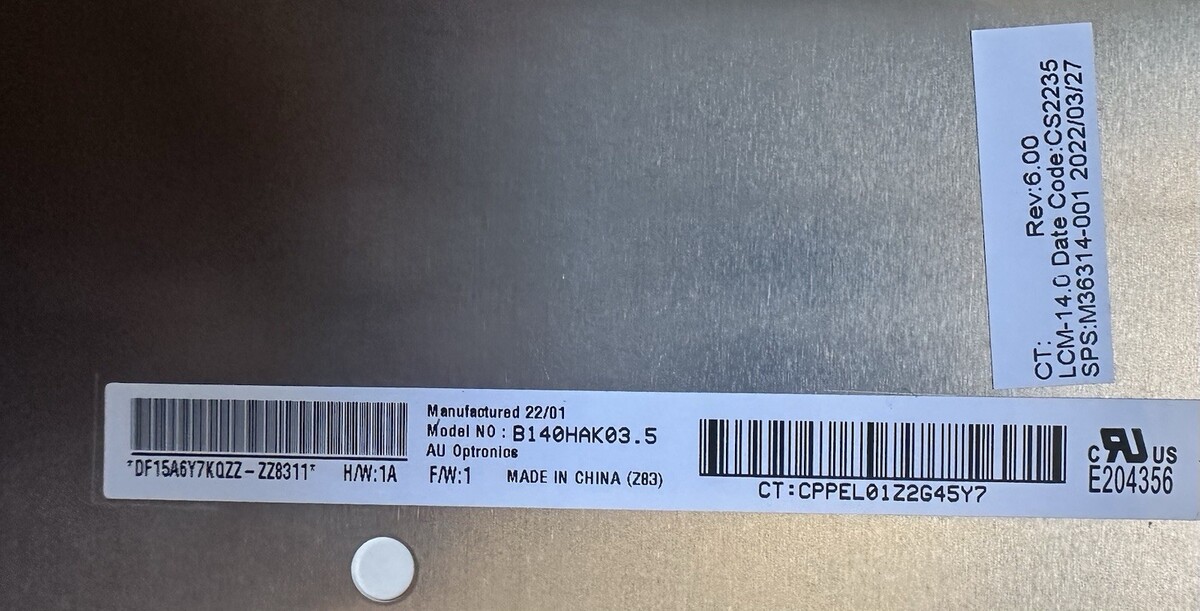 CT: Rev:6.00
LCM-14.0 Date Code:CS2235
SPS:M36314-001 2022/03/27
*DF15A6Y7KQZZ-ZZ8311* H/W:1A
Manufactured 22/01
Model NO : B140HAK03.5
AU Optronics
F/W:1 MADE IN CHINA (Z83)
CT:CPPEL01Z2G45Y7
c RU US
E204356